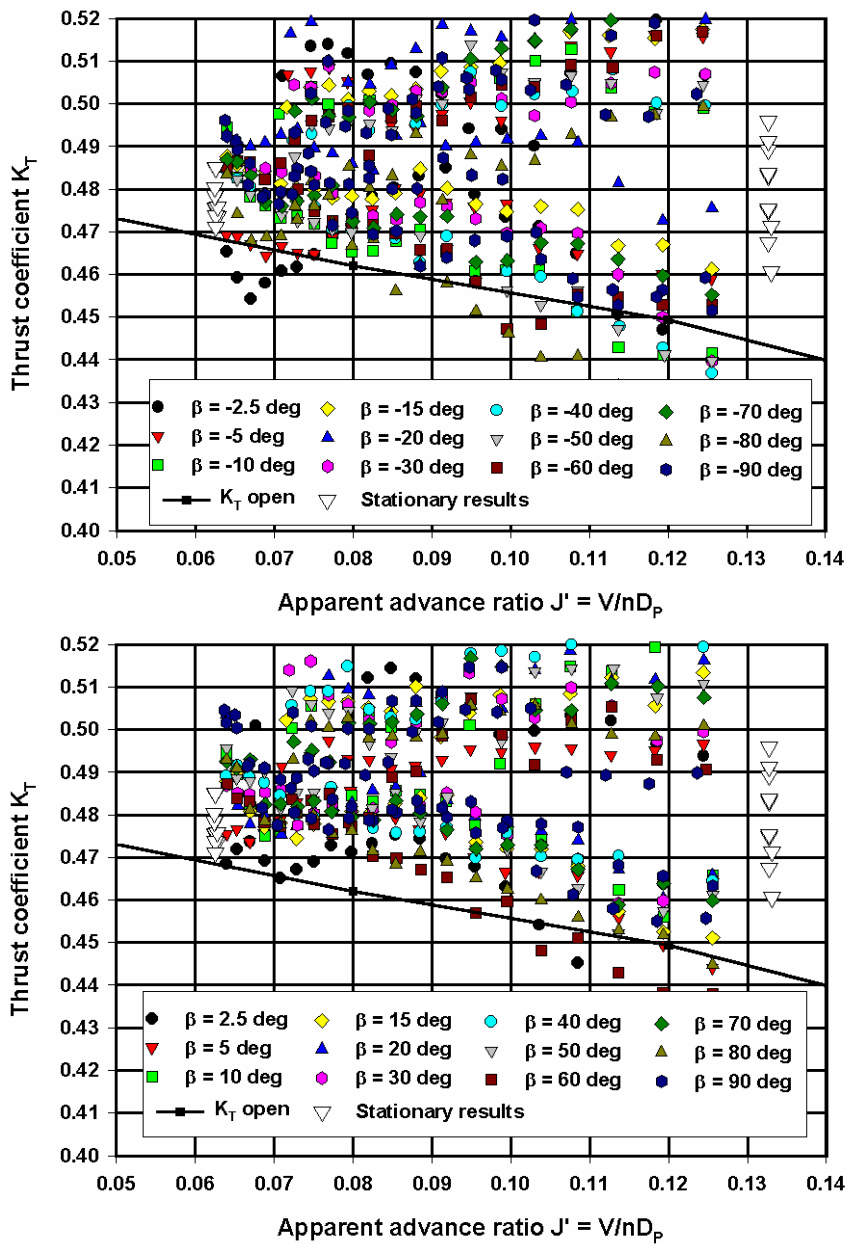 0.52
0.51
0.50
0.49
0.48
0.47
0.46
0.45
0.44
0.43
0.42
0.41
0.40
Thrust coefficient K_T
β = -2.5 deg β = -15 deg β = -40 deg β = -70 deg
β = -5 deg β = -20 deg β = -50 deg β = -80 deg
β = -10 deg β = -30 deg β = -60 deg β = -90 deg
K_T open Stationary results
0.05 0.06 0.07 0.08 0.09 0.10 0.11 0.12 0.13 0.14
Apparent advance ratio J' = V/nD_P
0.52
0.51
0.50
0.49
0.48
0.47
0.46
0.45
0.44
0.43
0.42
0.41
0.40
Thrust coefficient K_T
β = 2.5 deg β = 15 deg β = 40 deg β = 70 deg
β = 5 deg β = 20 deg β = 50 deg β = 80 deg
β = 10 deg β = 30 deg β = 60 deg β = 90 deg
K_T open Stationary results
0.05 0.06 0.07 0.08 0.09 0.10 0.11 0.12 0.13 0.14
Apparent advance ratio J' = V/nD_P